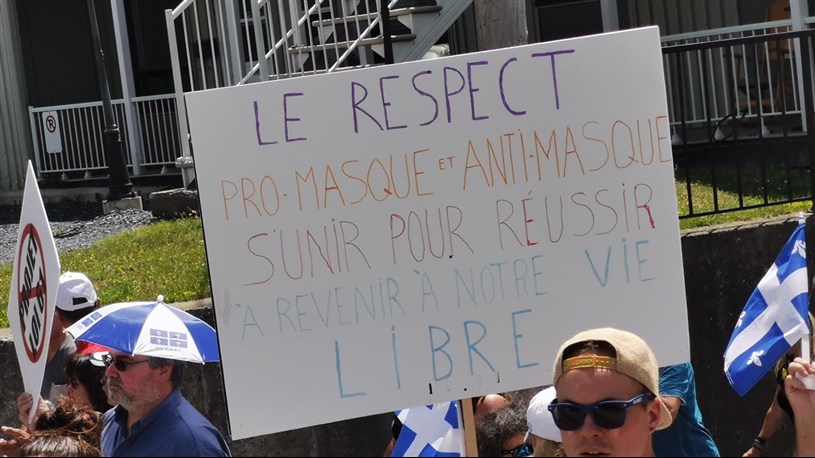 LE RESPECT
PRO-MASQUE ET ANTI-MASQUE
S'UNIR POUR RÉUSSIR
À REVENIR À NOTRE VIE
LIBRE